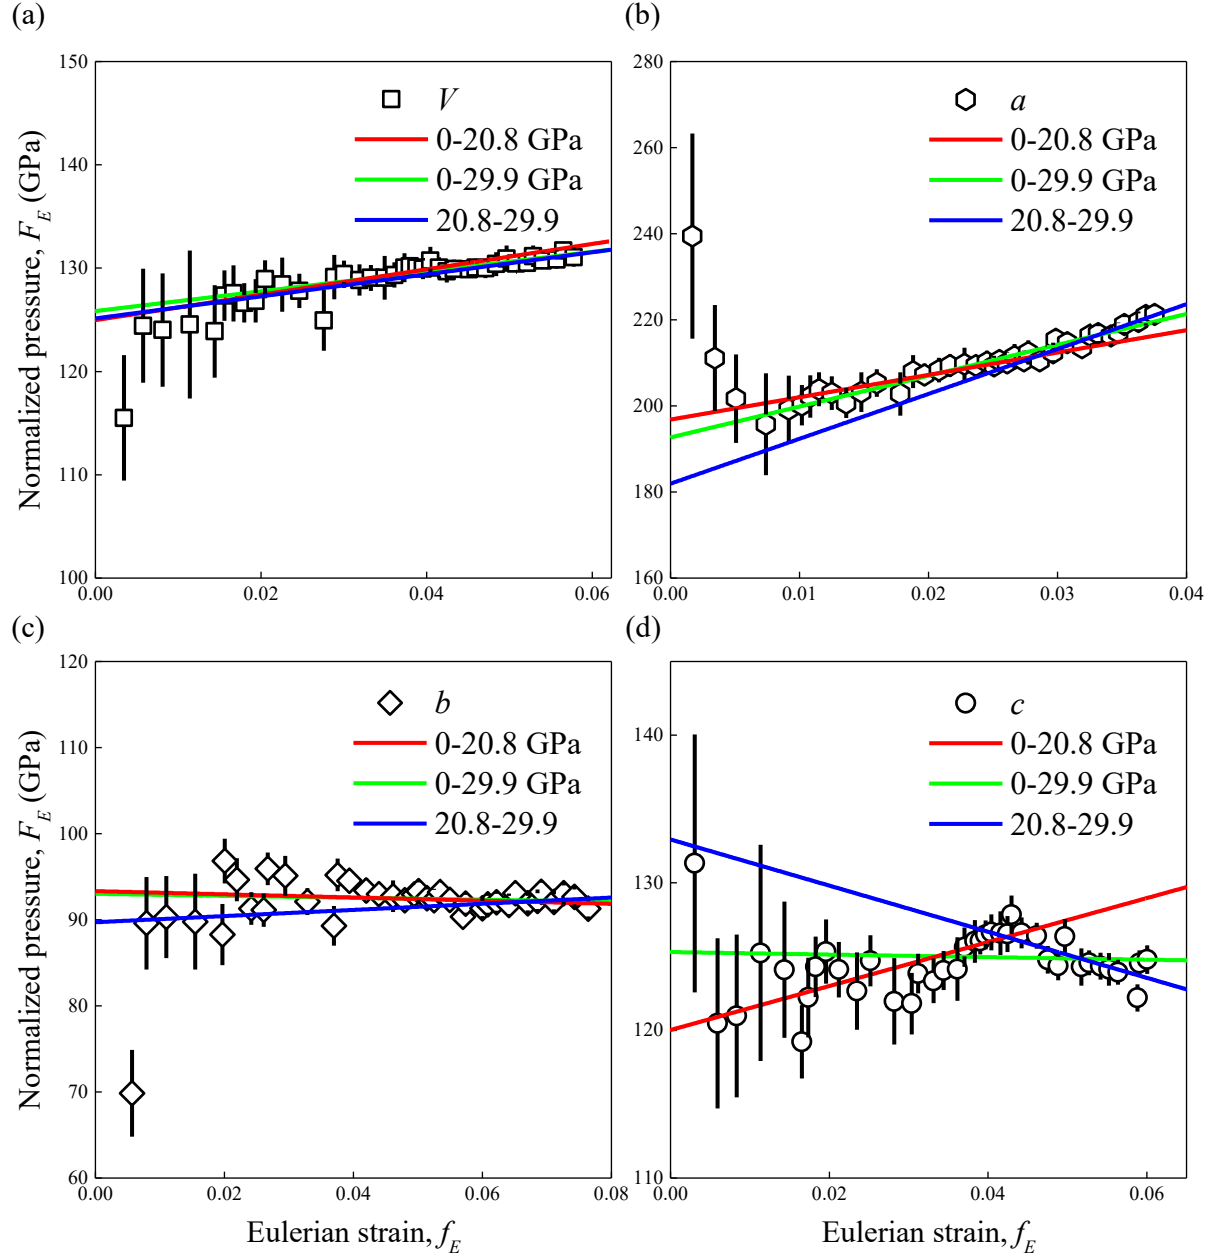 (a)
(b)
Normalized pressure, F_E (GPa)
150
140
130
120
110
100
0.00
0.02
0.04
0.06
V
0-20.8 GPa
0-29.9 GPa
20.8-29.9
280
260
240
220
200
180
160
0.00
0.01
0.02
0.03
0.04
a
0-20.8 GPa
0-29.9 GPa
20.8-29.9
(c)
(d)
Normalized pressure, F_E (GPa)
120
110
100
90
80
70
60
0.00
0.02
0.04
0.06
0.08
b
0-20.8 GPa
0-29.9 GPa
20.8-29.9
Eulerian strain, f_E
140
130
120
110
0.00
0.02
0.04
0.06
c
0-20.8 GPa
0-29.9 GPa
20.8-29.9
Eulerian strain, f_E